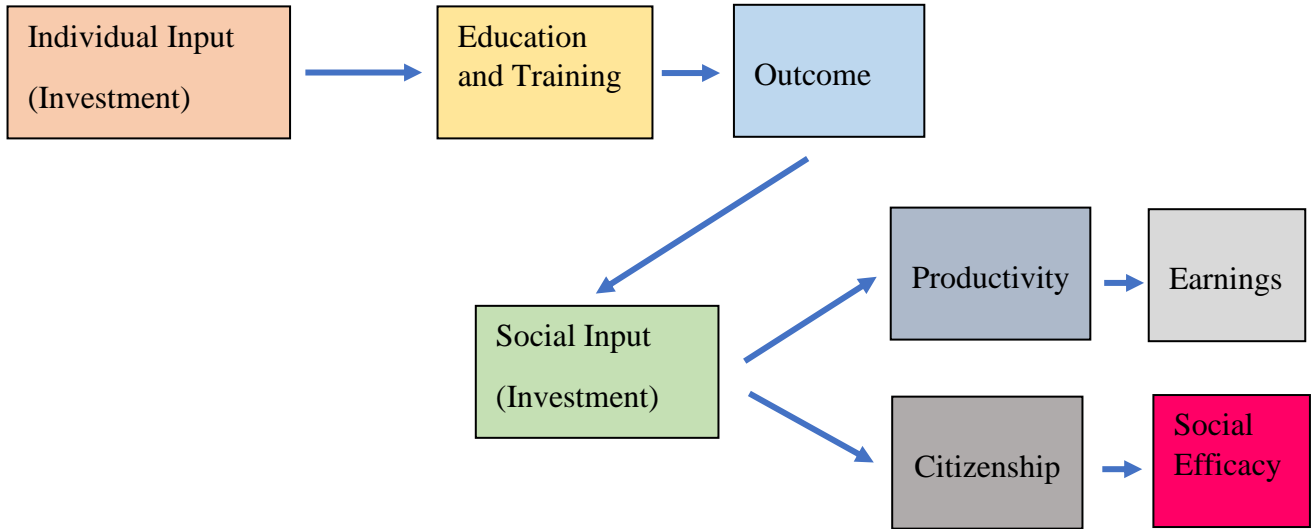 Individual Input
(Investment)
Education
and Training
Outcome
Social Input
(Investment)
Productivity
Earnings
Citizenship
Social
Efficacy